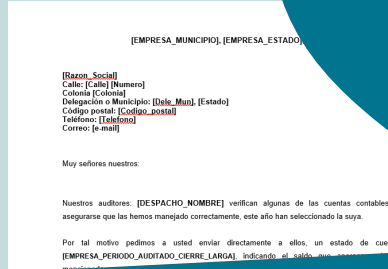 [EMPRESA_MUNICIPIO], [EMPRESA_ESTADO]
[Razon_Social]
Calle: [Calle] [Numero]
Colonia [Colonia]
Delegación o Municipio: [Dele_Mun], [Estado]
Código postal: [Codigo_postal]
Teléfono: [Telefono]
Correo: [e-mail]
Muy señores nuestros:
Nuestros auditores: [DESPACHO_NOMBRE] verifican algunas de las cuentas contables
asegurarse que las hemos manejado correctamente, este año han seleccionado la suya.
Por tal motivo pedimos a usted enviar directamente a ellos, un estado de cue
[EMPRESA_PERIODO_AUDITADO_CIERRE_LARGA], indicando el saldo que